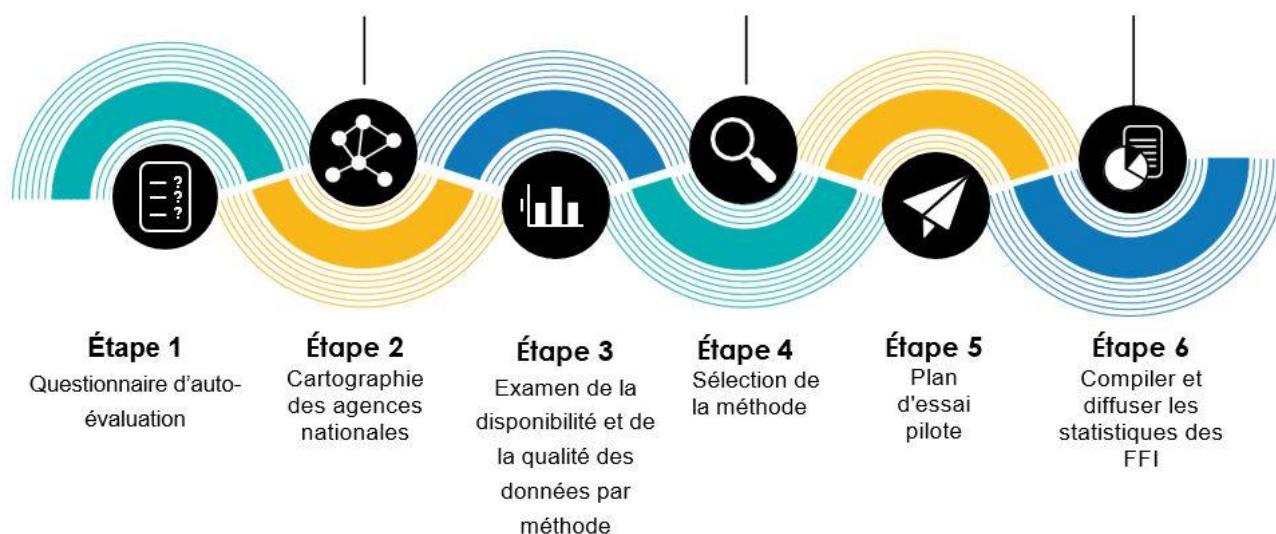 Étape 1
Questionnaire d'auto-
évaluation
Étape 2
Cartographie
des agences
nationales
Étape 3
Examen de la
disponibilité et de
la qualité des
données par
méthode
Étape 4
Sélection de
la méthode
Étape 5
Plan
d'essai
pilote
Étape 6
Compiler et
diffuser les
statistiques des
FFI